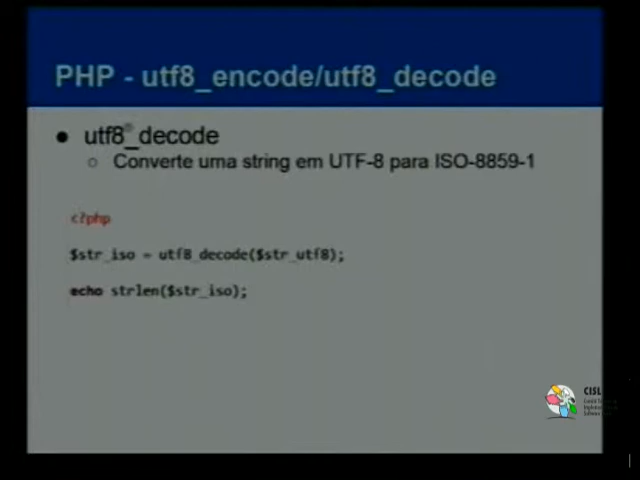 PHP - utf8_encode/utf8_decode
● utf8_decode
○ Converte uma string em UTF-8 para ISO-8859-1
<?php
$str_iso = utf8_decode($str_utf8);
echo strlen($str_iso);
CISL